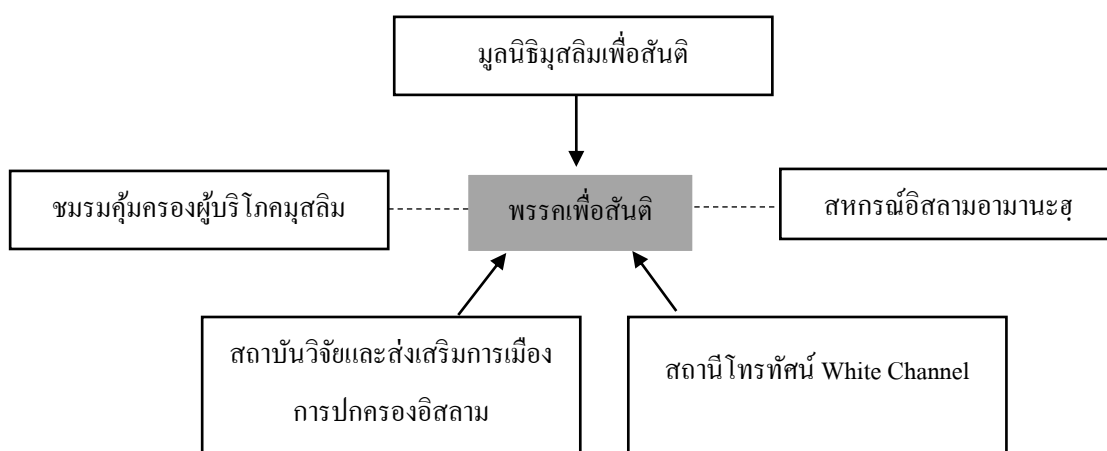 มูลนิธิมุสลิมเพื่อสันติ
ชมรมคุ้มครองผู้บริโภคมุสลิม
พรรคเพื่อสันติ
สหกรณ์อิสลามอามานะฮฺ
สถาบันวิจัยและส่งเสริมการเมือง
การปกครองอิสลาม
สถานีโทรทัศน์ White Channel